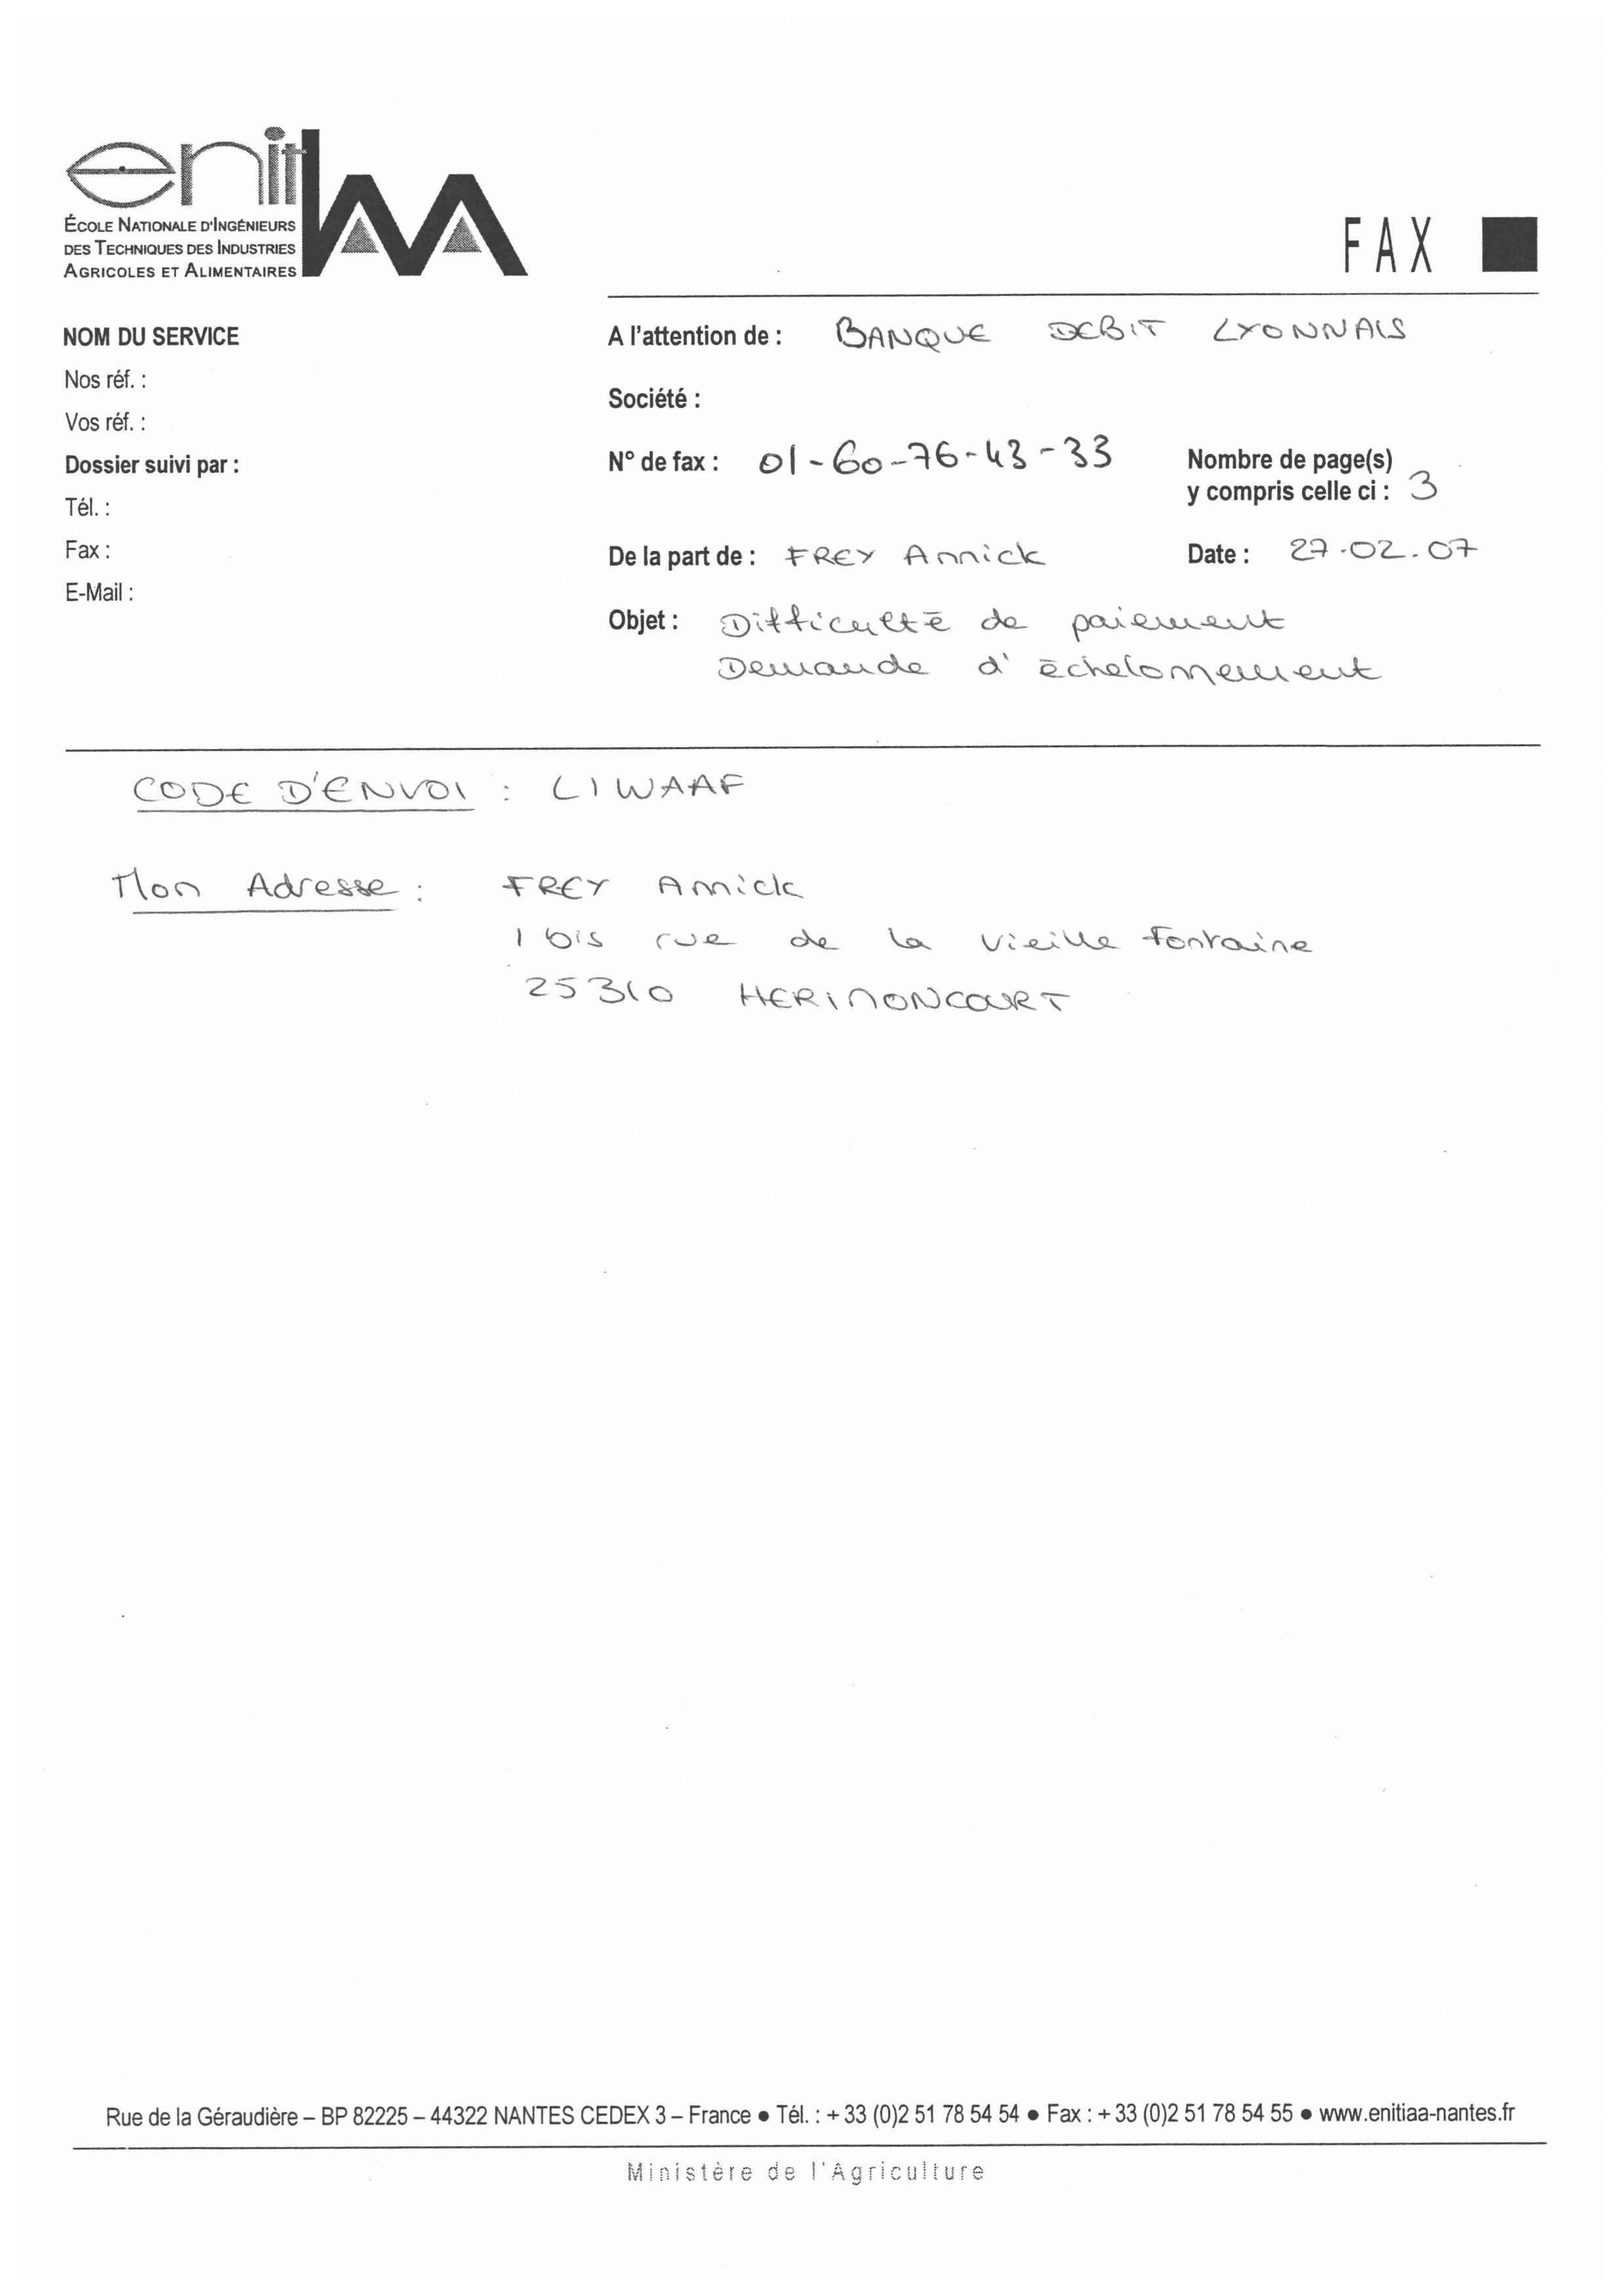 enitIAA
ÉCOLE NATIONALE D'INGÉNIEURS
DES TECHNIQUES DES INDUSTRIES
AGRICOLES ET ALIMENTAIRES
FAX
NOM DU SERVICE
Nos réf. :
Vos réf. :
Dossier suivi par :
Tél. :
Fax :
E-Mail :
A l'attention de : BANQUE DEBIT LYONNAIS
Société :
N° de fax : 01-60-76-43-33
Nombre de page(s)
y compris celle ci : 3
De la part de : FREY Annick
Date : 27.02.07
Objet : Difficulté de paiement
Demande d'échelonnement
CODE D'ENVOI : LIWAAF
Mon Adresse : FREY Annick
1 bis rue de la vieille Fontaine
25310 HERIMONCOURT
Rue de la Géraudière – BP 82225 – 44322 NANTES CEDEX 3 – France ● Tél. : + 33 (0)2 51 78 54 54 ● Fax : + 33 (0)2 51 78 54 55 ● www.enitiaa-nantes.fr
Ministère de l'Agriculture